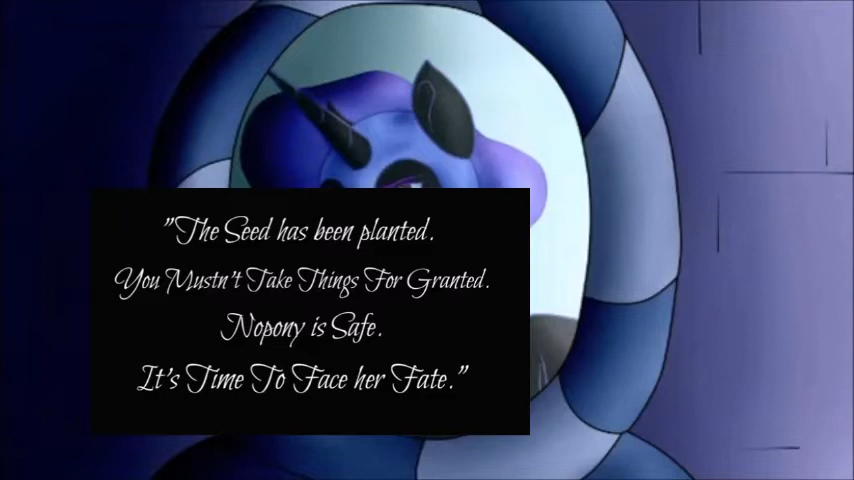 "The Seed has been planted.
You Mustn't Take Things For Granted.
Nopony is Safe.
It's Time To Face her Fate."